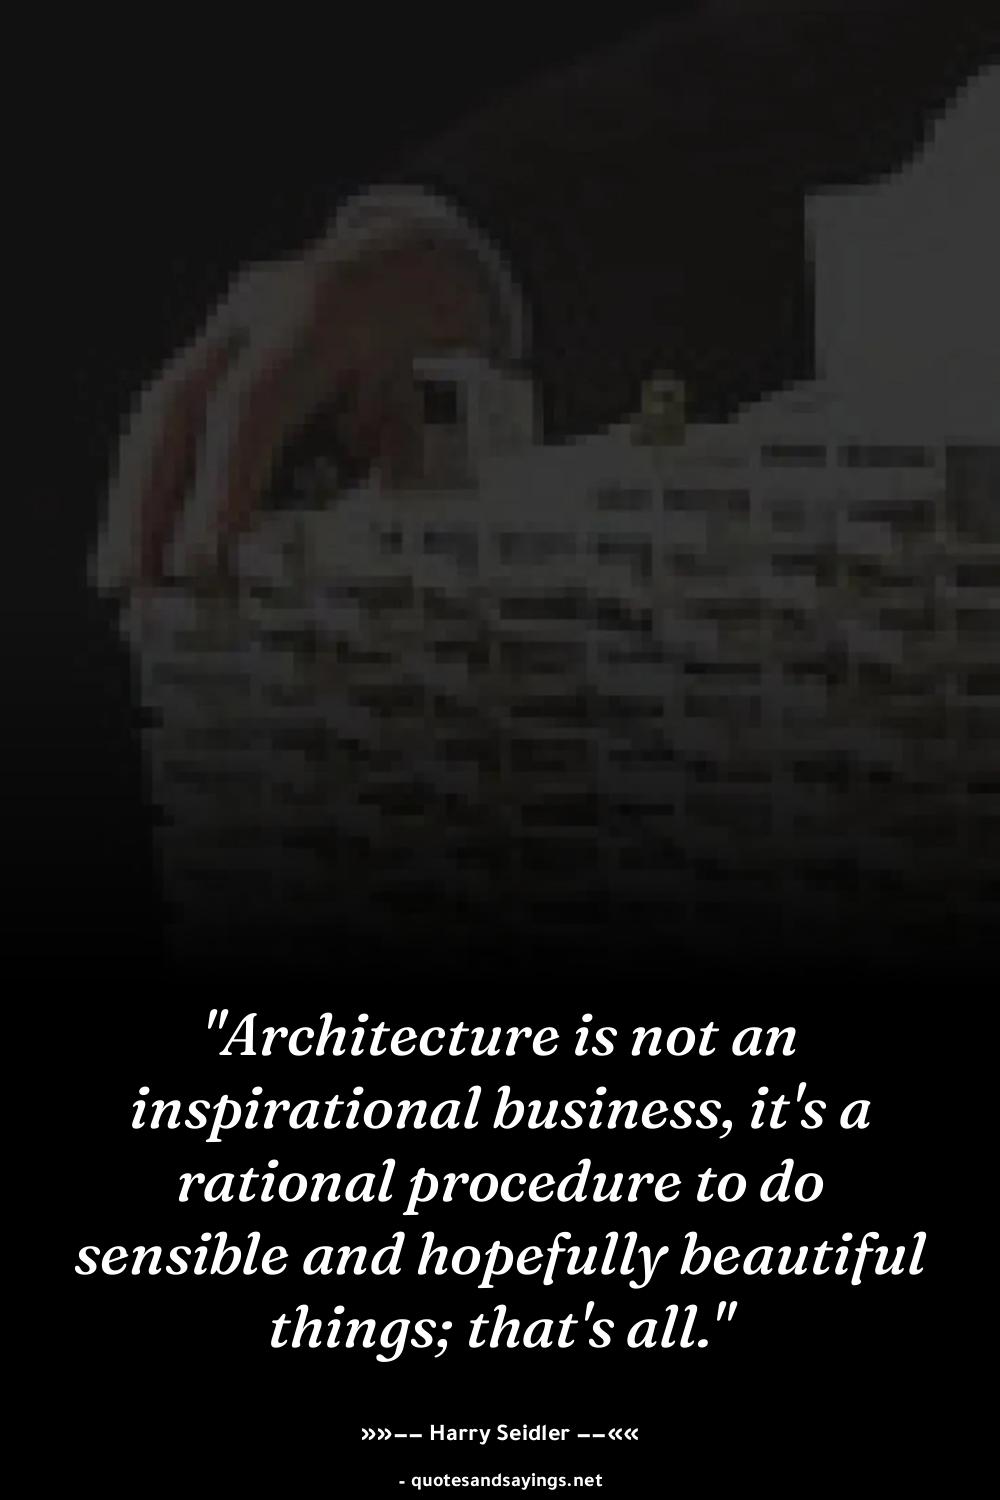 "Architecture is not an
inspirational business, it's a
rational procedure to do
sensible and hopefully beautiful
things; that's all."
»»−− Harry Seidler −−««
- quotesandsayings.net